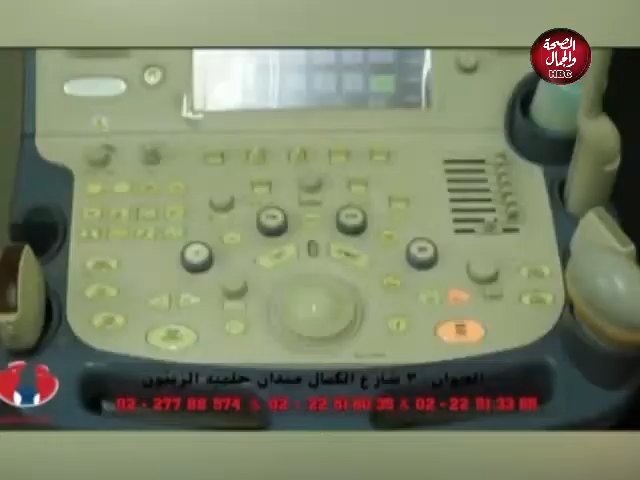 الصحة
والجمال
HBC
العنوان ٣ شارع الكمال ميدان حلمية الزيتون
02 - 277 88 574 & 02 - 22 51 60 39 & 02 - 22 51 33 88